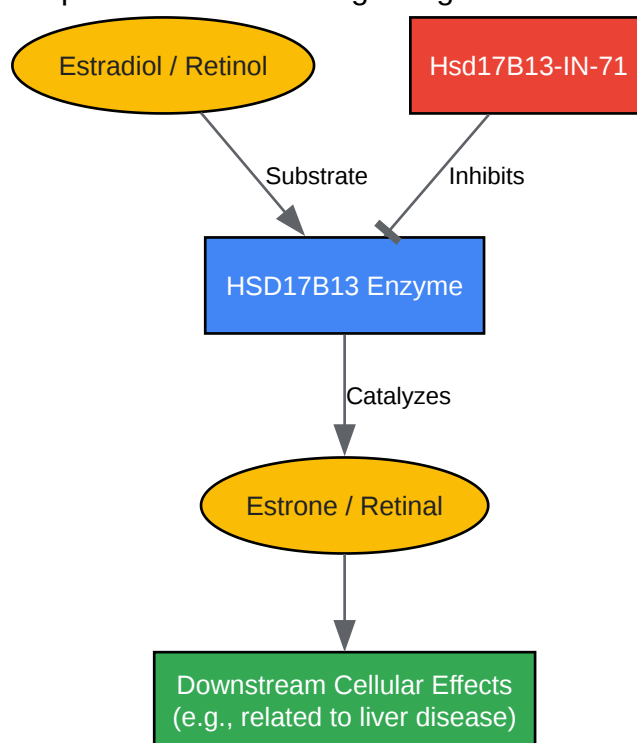 Estradiol / Retinol
Hsd17B13-IN-71
Substrate
Inhibits
HSD17B13 Enzyme
Catalyzes
Estrone / Retinal
Downstream Cellular Effects
(e.g., related to liver disease)